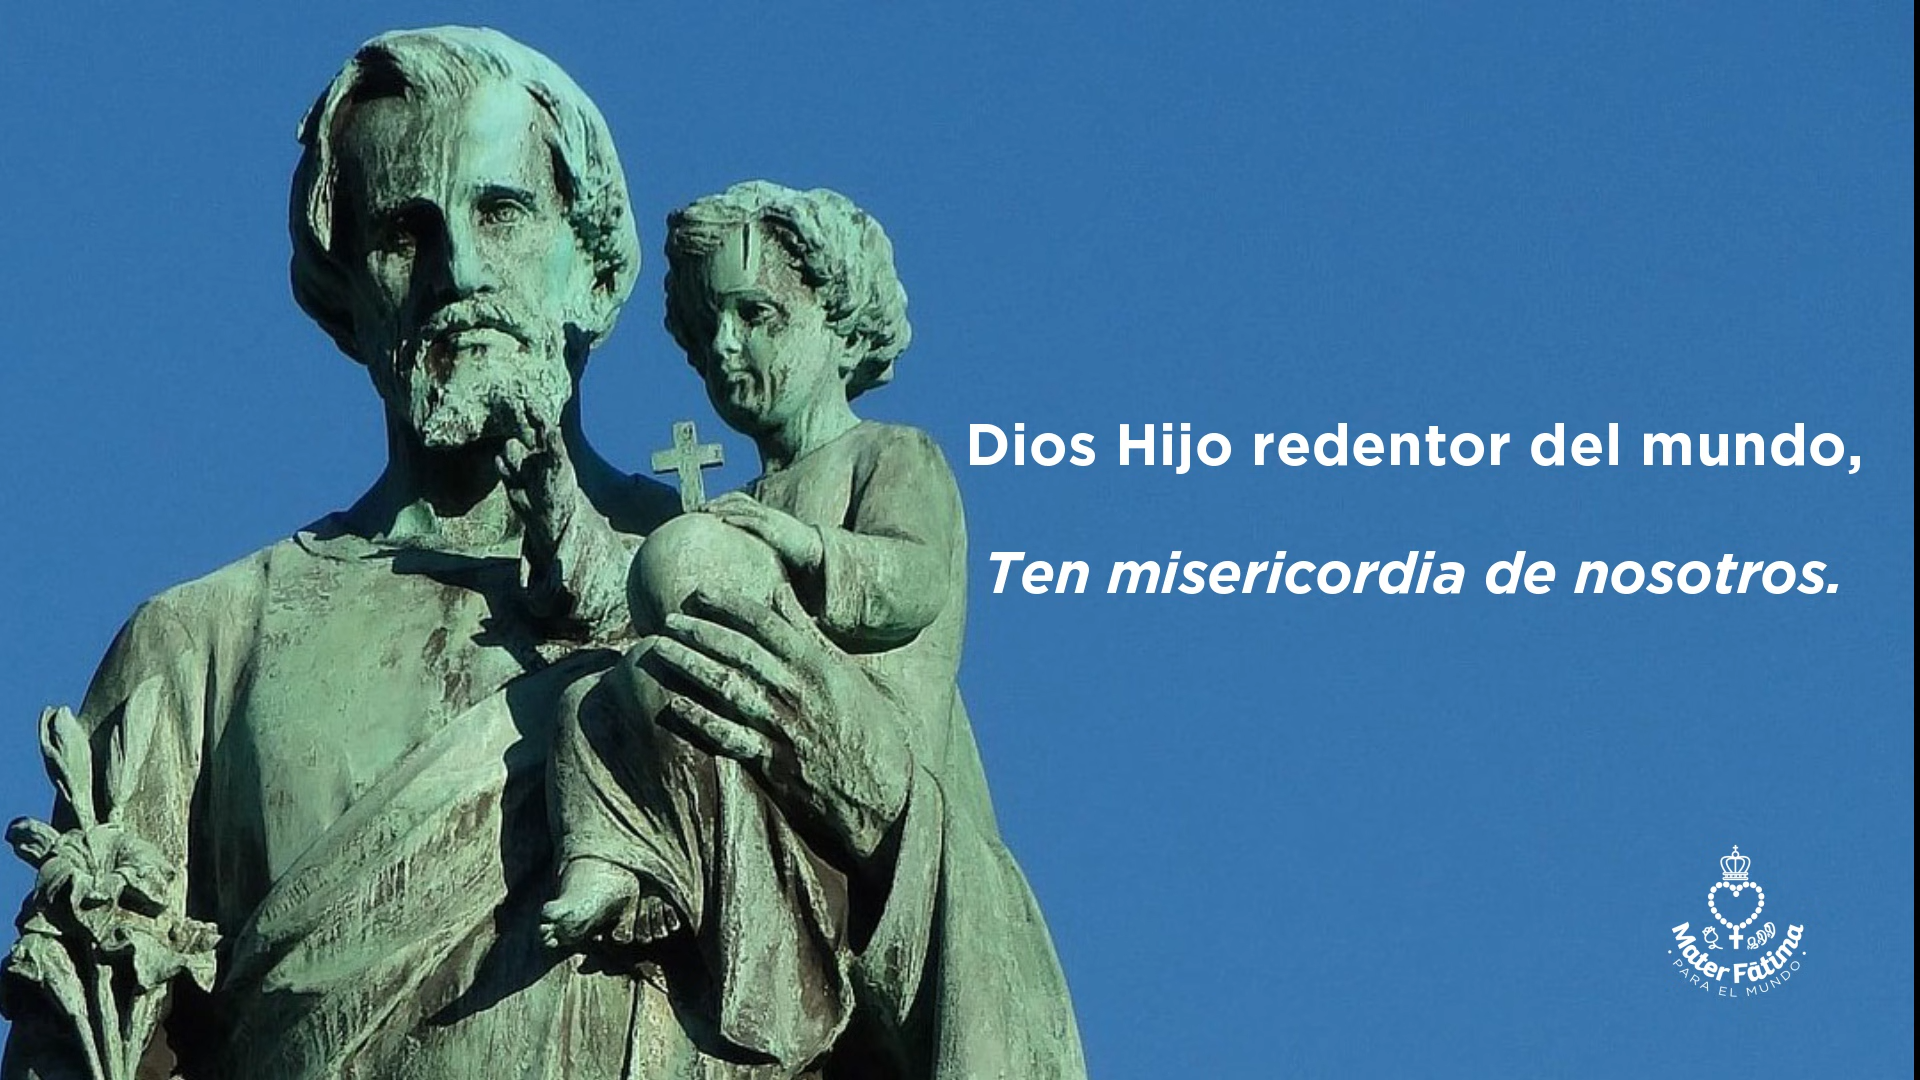 Dios Hijo redentor del mundo,
Ten misericordia de nosotros.
Mater Fátima
PARA EL MUNDO